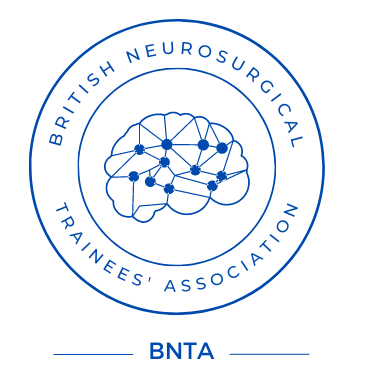 BRITISH NEUROSURGICAL
TRAINEES' ASSOCIATION
BNTA